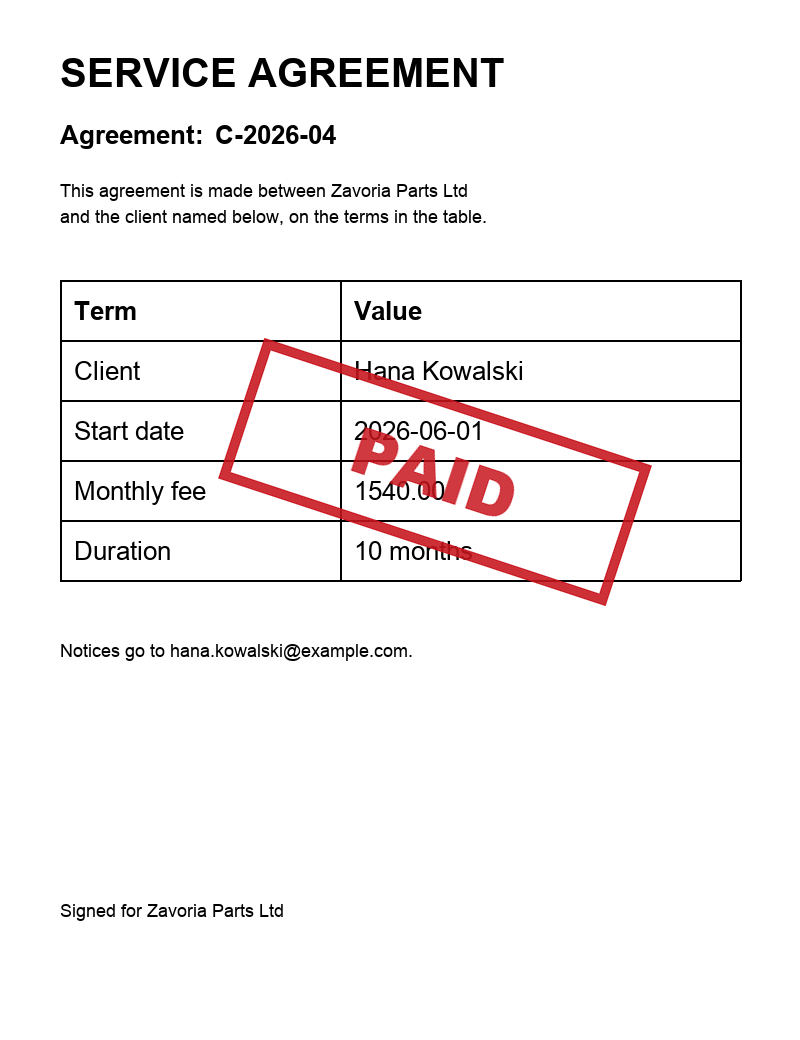 SERVICE AGREEMENT
Agreement: C-2026-04
This agreement is made between Zavoria Parts Ltd
and the client named below, on the terms in the table.
Term Value
Client Hana Kowalski
Start date 2026-06-01
Monthly fee 1540.00
Duration 10 months
PAID
Notices go to hana.kowalski@example.com.
Signed for Zavoria Parts Ltd